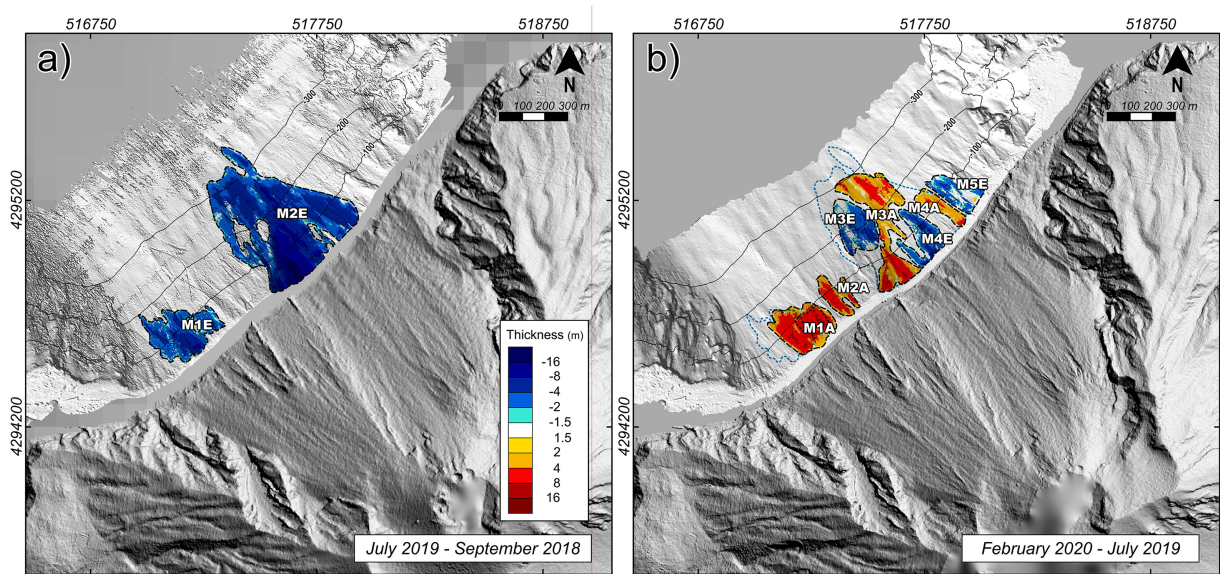 516750
517750
518750
a)
N
0 100 200 300 m
-300
-200
-100
4295200
4294200
M2E
M1E
Thickness (m)
-16
-8
-4
-2
-1.5
1.5
2
4
8
16
July 2019 - September 2018
516750
517750
518750
b)
N
0 100 200 300 m
-300
-200
-100
4295200
4294200
M5E
M4A
M3E
M3A
M4E
M2A
M1A
February 2020 - July 2019